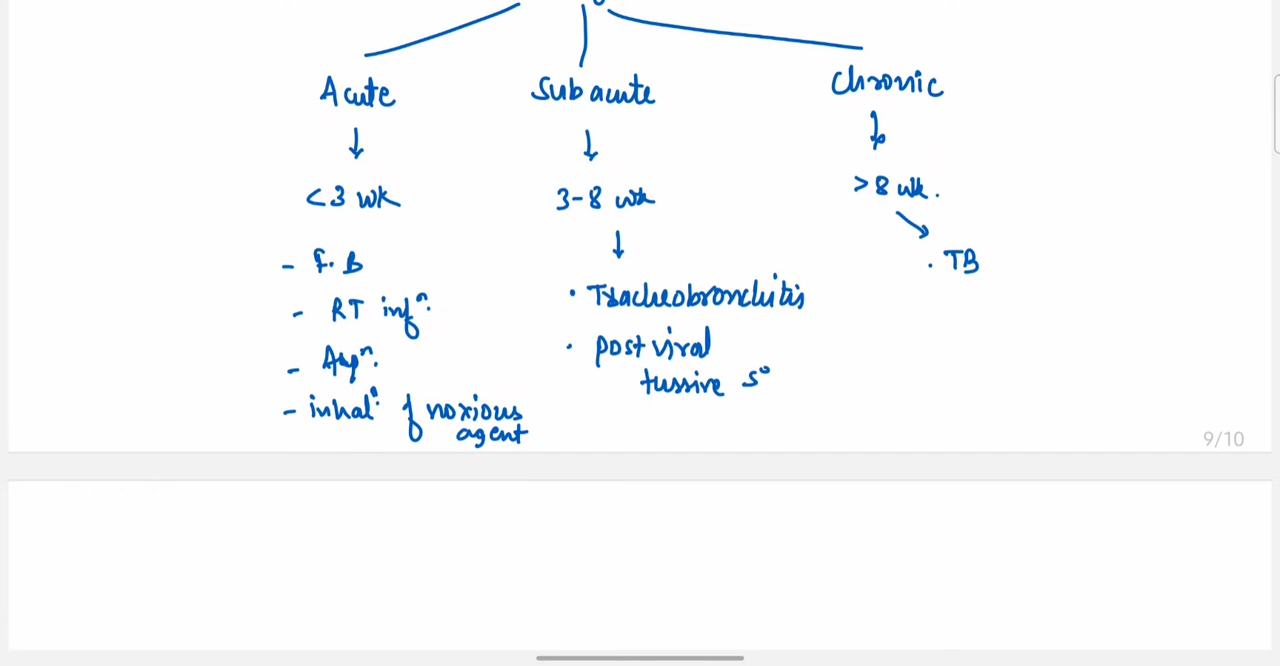 Acute
Subacute
Chronic
<3 wk
3-8 wk
>8 wk.
- F.B
- RT infⁿ.
- Aspⁿ.
- inhalⁿ. of noxious
agent
• Tracheobronchitis
• Post viral
tussive S°
. TB
9/10